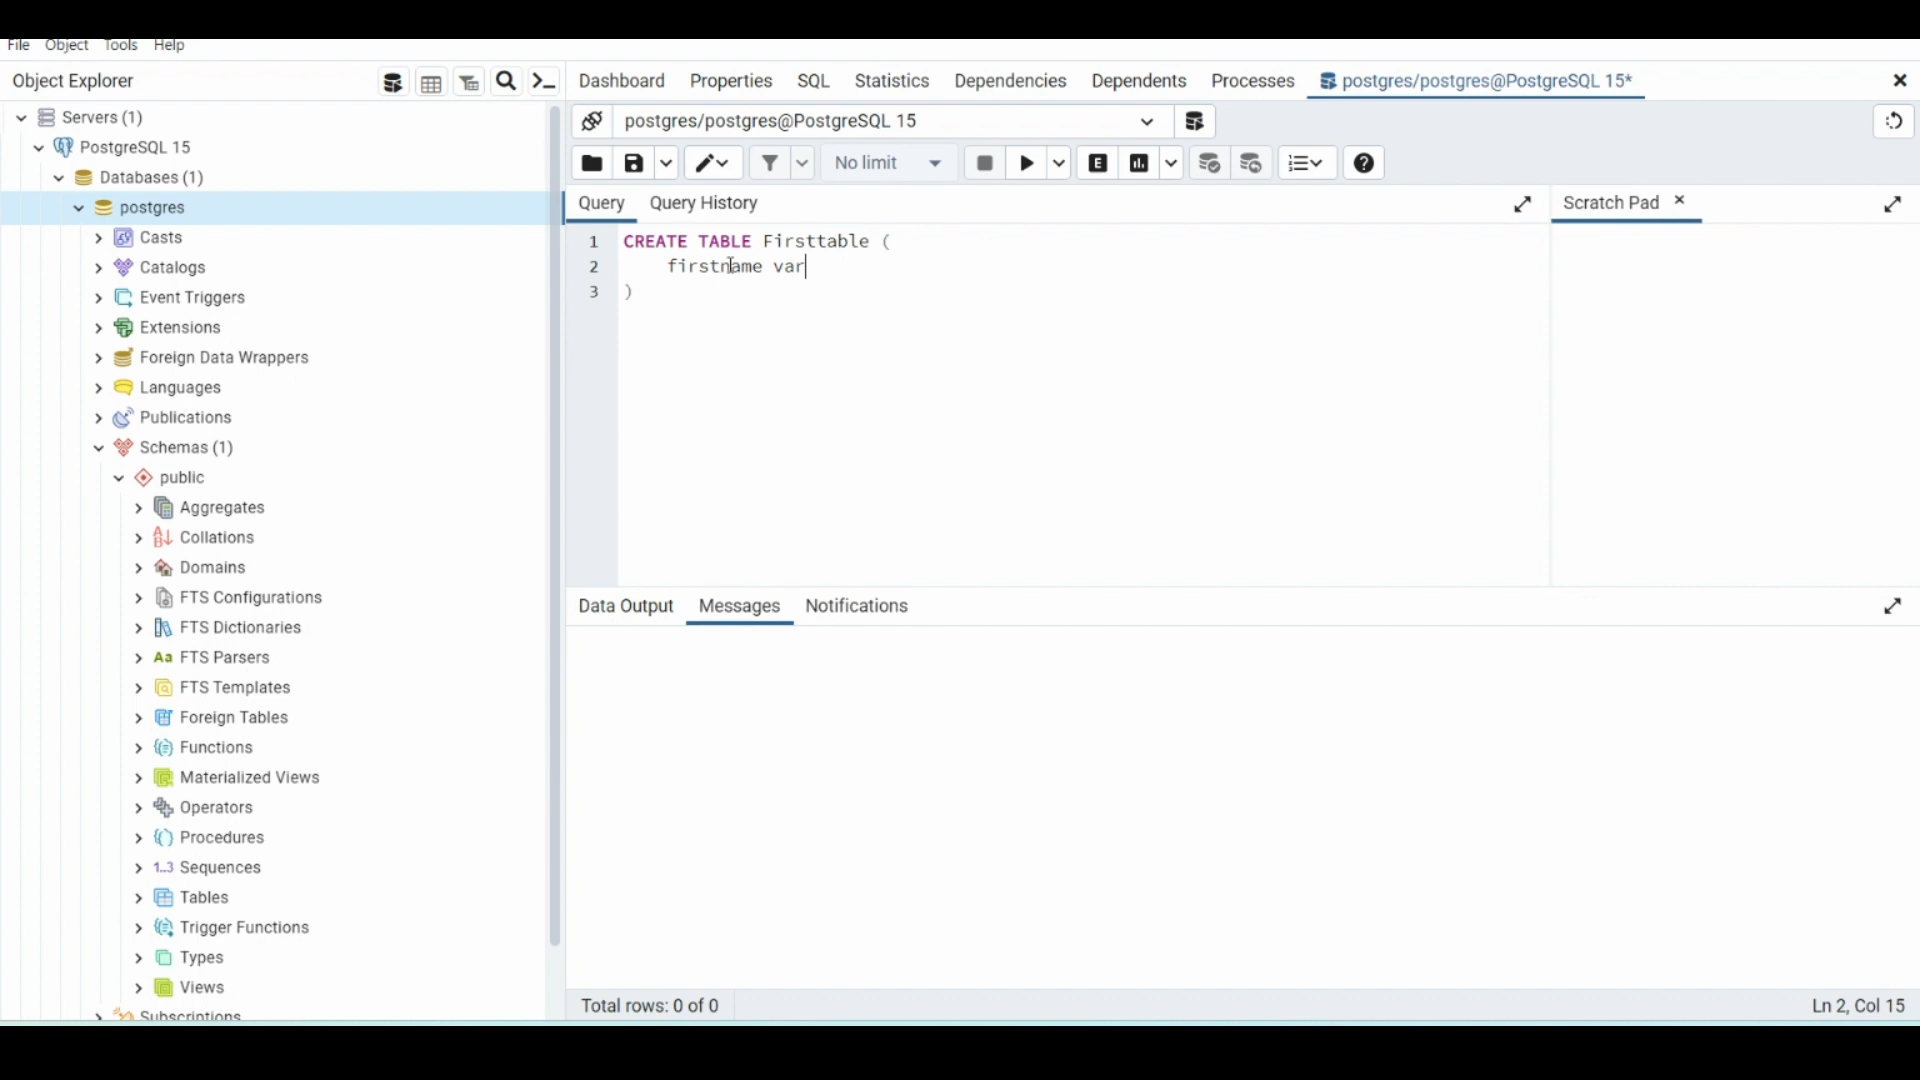 File Object Tools Help
Object Explorer
Dashboard Properties SQL Statistics Dependencies Dependents Processes postgres/postgres@PostgreSQL 15*
Servers (1)
PostgreSQL 15
Databases (1)
postgres
Casts
Catalogs
Event Triggers
Extensions
Foreign Data Wrappers
Languages
Publications
Schemas (1)
public
Aggregates
Collations
Domains
FTS Configurations
FTS Dictionaries
Aa FTS Parsers
FTS Templates
Foreign Tables
Functions
Materialized Views
Operators
Procedures
1..3 Sequences
Tables
Trigger Functions
Types
Views
Subscriptions
postgres/postgres@PostgreSQL 15
No limit
E
Query Query History
Scratch Pad
1 CREATE TABLE Firsttable (
2 firstname var
3 )
Data Output Messages Notifications
Total rows: 0 of 0
Ln 2, Col 15